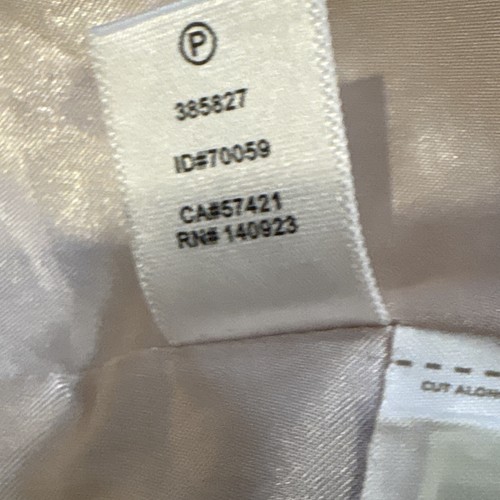 P
385827
ID#70059
CA#57421
RN# 140923
CUT ALON